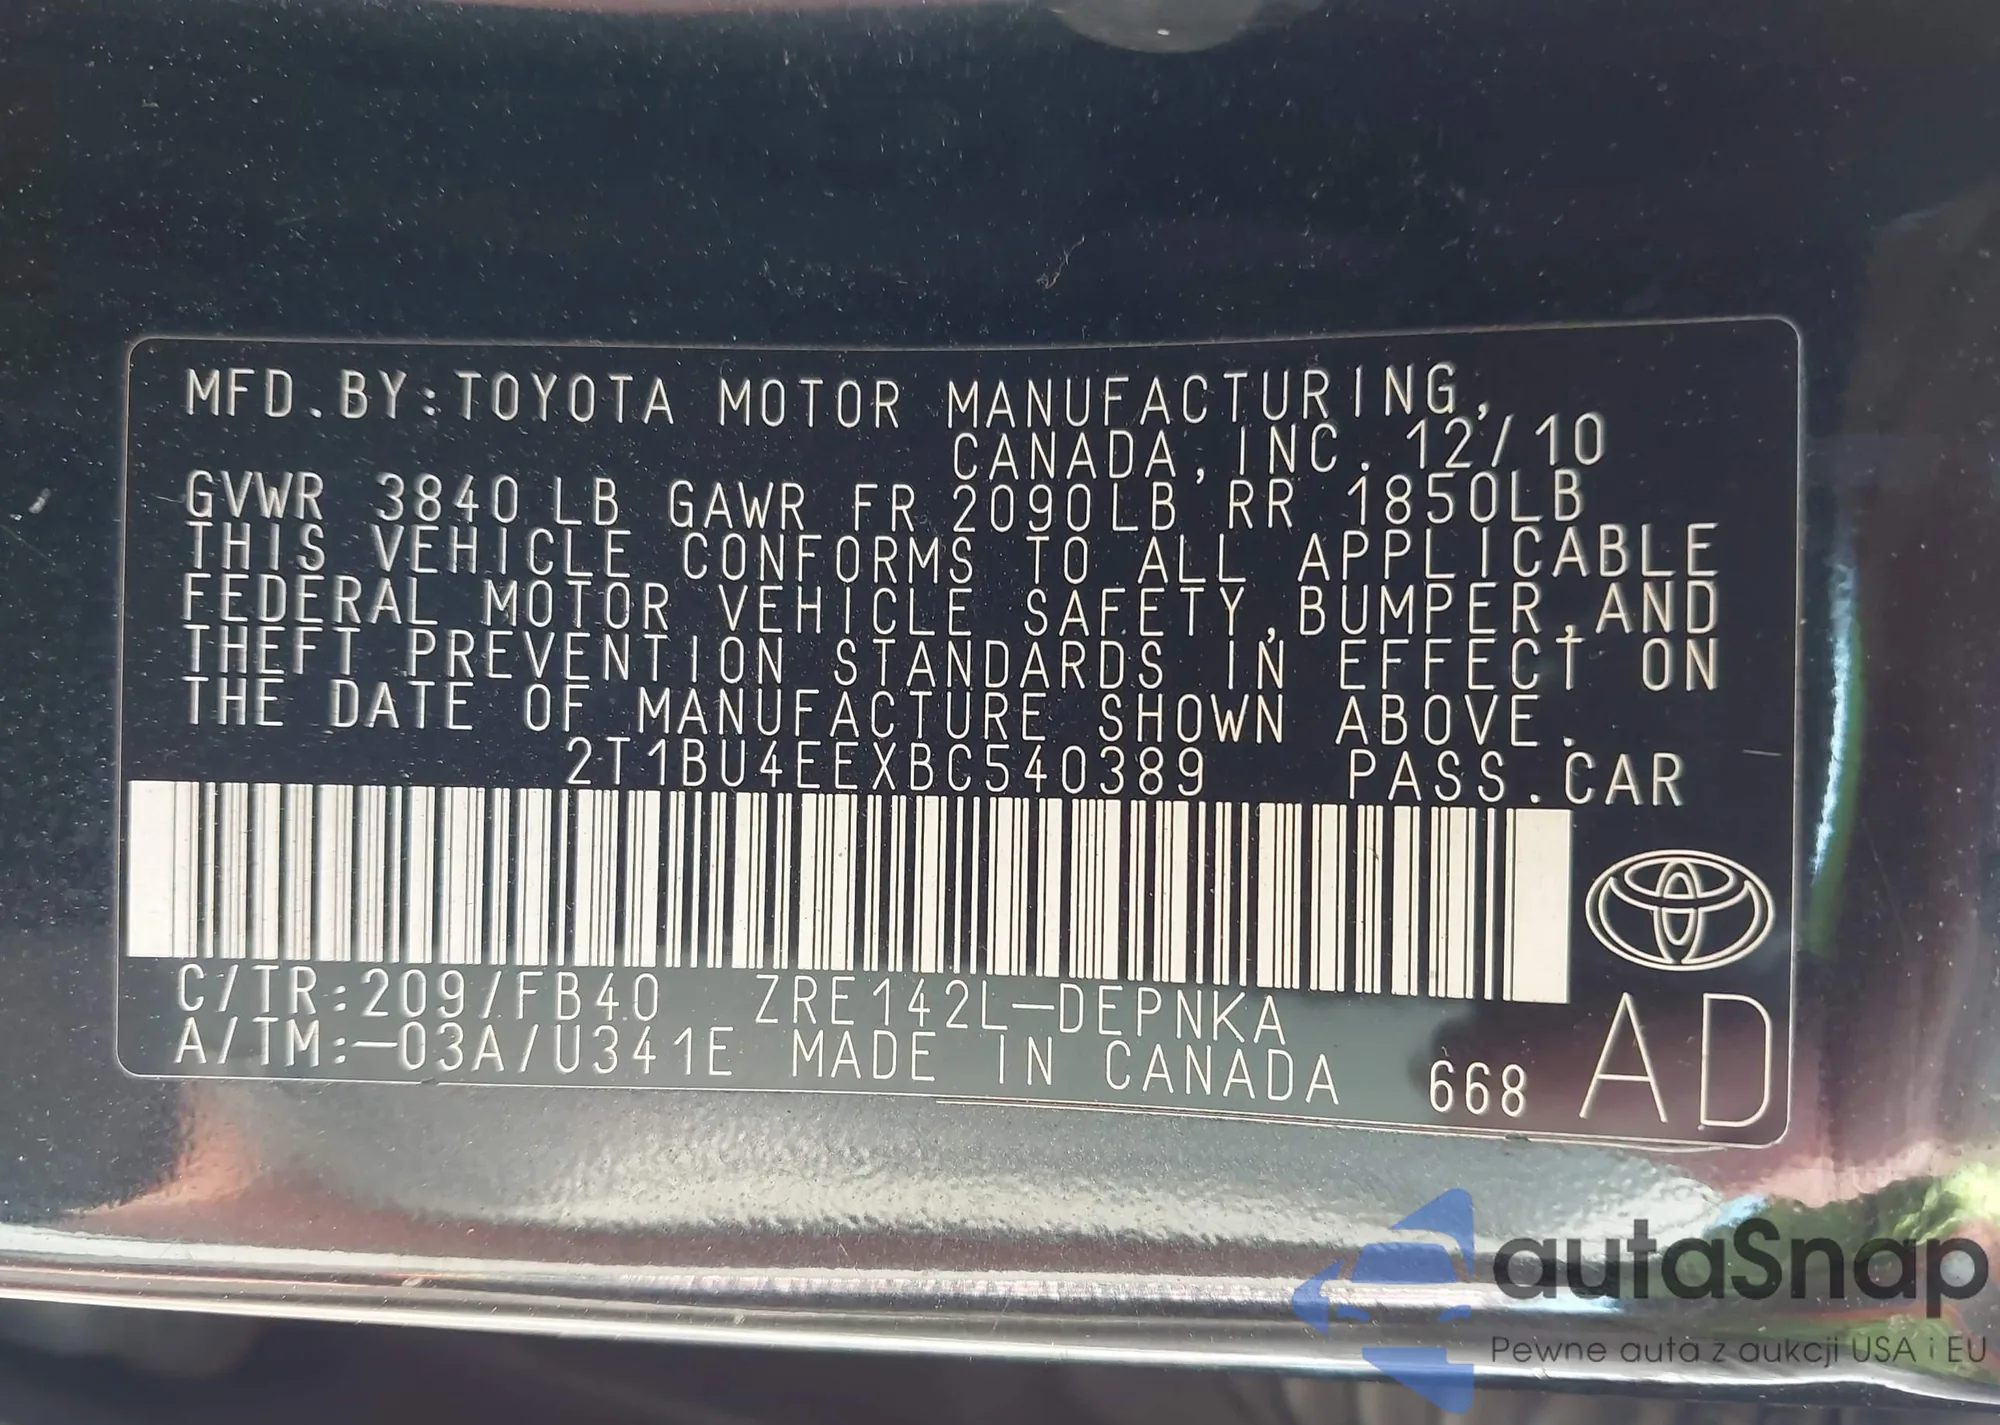 MFD.BY:TOYOTA MOTOR MANUFACTURING,
CANADA, INC. 12/10
GVWR 3840 LB GAWR FR 2090LB RR 1850LB
THIS VEHICLE CONFORMS TO ALL APPLICABLE
FEDERAL MOTOR VEHICLE SAFETY, BUMPER, AND
THEFT PREVENTION STANDARDS IN EFFECT ON
THE DATE OF MANUFACTURE SHOWN ABOVE.
2T1BU4EEXBC540389 PASS.CAR
C/TR:209/FB40 ZRE142L-DEPNKA
A/TM:-03A/U341E MADE IN CANADA 668 AD
autaSnap
Pewne auta z aukcji USA i EU